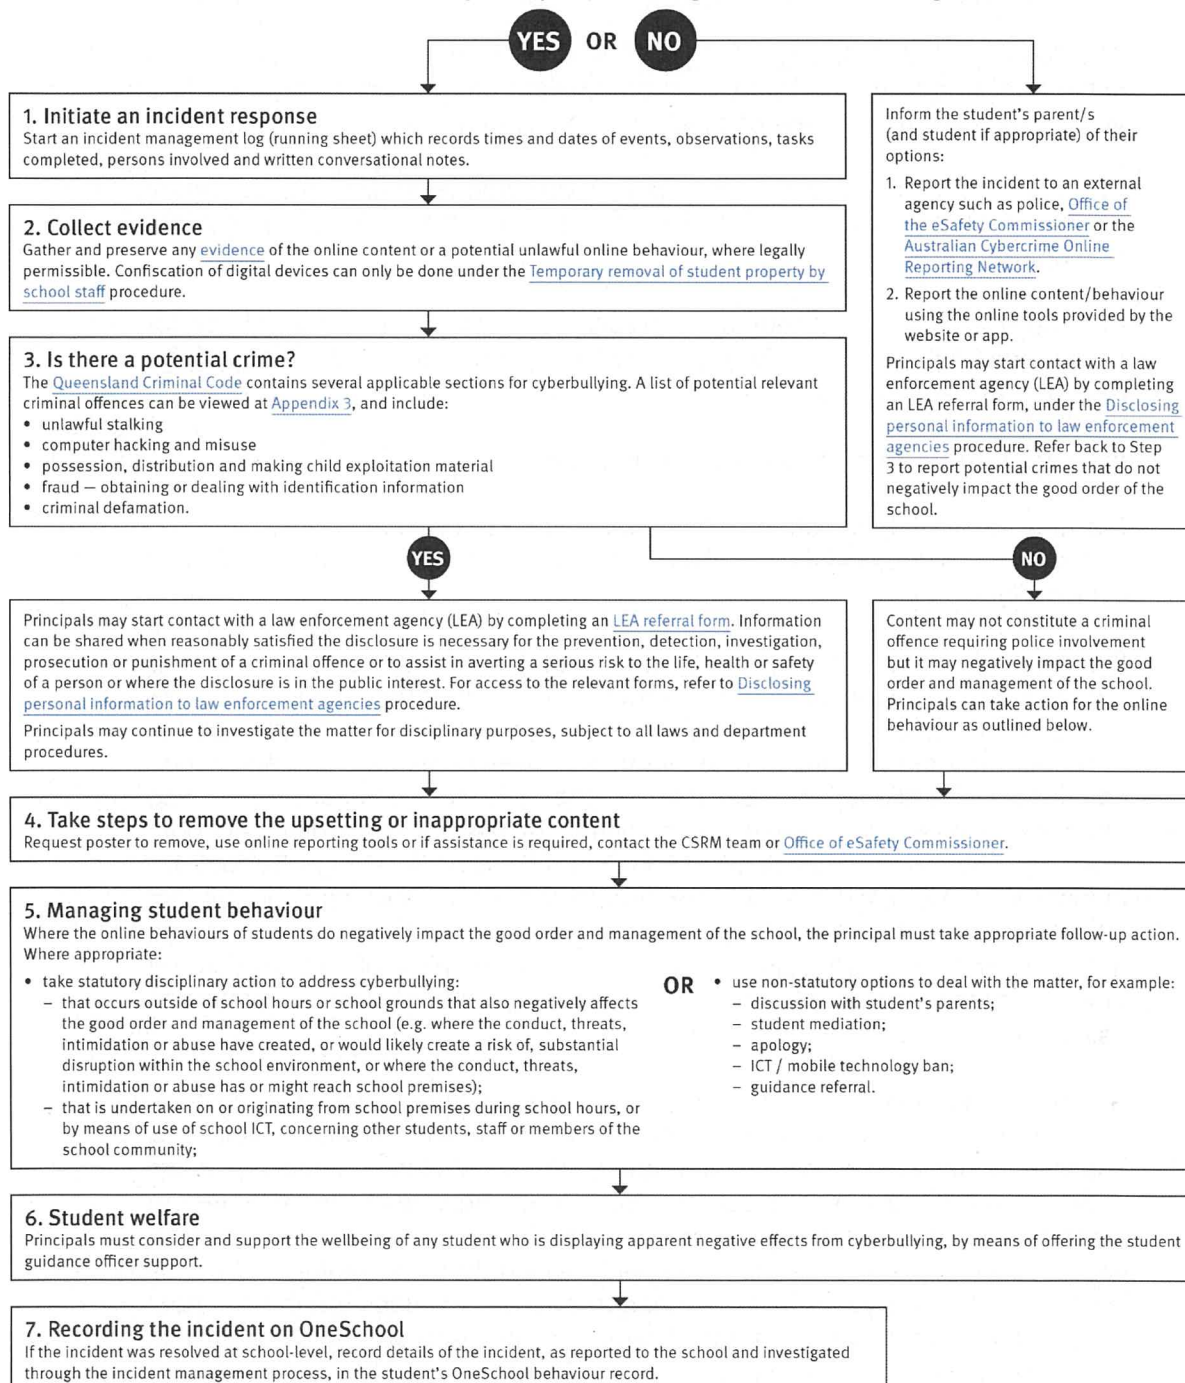 YES OR NO
1. Initiate an incident response
Start an incident management log (running sheet) which records times and dates of events, observations, tasks
completed, persons involved and written conversational notes.
2. Collect evidence
Gather and preserve any evidence of the online content or a potential unlawful online behaviour, where legally
permissible. Confiscation of digital devices can only be done under the Temporary removal of student property by
school staff procedure.
3. Is there a potential crime?
The Queensland Criminal Code contains several applicable sections for cyberbullying. A list of potential relevant
criminal offences can be viewed at Appendix 3, and include:
• unlawful stalking
• computer hacking and misuse
• possession, distribution and making child exploitation material
• fraud — obtaining or dealing with identification information
• criminal defamation.
Inform the student's parent/s
(and student if appropriate) of their
options:
1. Report the incident to an external
agency such as police, Office of
the eSafety Commissioner or the
Australian Cybercrime Online
Reporting Network.
2. Report the online content/behaviour
using the online tools provided by the
website or app.
Principals may start contact with a law
enforcement agency (LEA) by completing
an LEA referral form, under the Disclosing
personal information to law enforcement
agencies procedure. Refer back to Step
3 to report potential crimes that do not
negatively impact the good order of the
school.
YES
NO
Principals may start contact with a law enforcement agency (LEA) by completing an LEA referral form. Information
can be shared when reasonably satisfied the disclosure is necessary for the prevention, detection, investigation,
prosecution or punishment of a criminal offence or to assist in averting a serious risk to the life, health or safety
of a person or where the disclosure is in the public interest. For access to the relevant forms, refer to Disclosing
personal information to law enforcement agencies procedure.
Principals may continue to investigate the matter for disciplinary purposes, subject to all laws and department
procedures.
Content may not constitute a criminal
offence requiring police involvement
but it may negatively impact the good
order and management of the school.
Principals can take action for the online
behaviour as outlined below.
4. Take steps to remove the upsetting or inappropriate content
Request poster to remove, use online reporting tools or if assistance is required, contact the CSRM team or Office of eSafety Commissioner.
5. Managing student behaviour
Where the online behaviours of students do negatively impact the good order and management of the school, the principal must take appropriate follow-up action.
Where appropriate:
• take statutory disciplinary action to address cyberbullying:
– that occurs outside of school hours or school grounds that also negatively affects
the good order and management of the school (e.g. where the conduct, threats,
intimidation or abuse have created, or would likely create a risk of, substantial
disruption within the school environment, or where the conduct, threats,
intimidation or abuse has or might reach school premises);
– that is undertaken on or originating from school premises during school hours, or
by means of use of school ICT, concerning other students, staff or members of the
school community;
OR
• use non-statutory options to deal with the matter, for example:
– discussion with student's parents;
– student mediation;
– apology;
– ICT / mobile technology ban;
– guidance referral.
6. Student welfare
Principals must consider and support the wellbeing of any student who is displaying apparent negative effects from cyberbullying, by means of offering the student
guidance officer support.
7. Recording the incident on OneSchool
If the incident was resolved at school-level, record details of the incident, as reported to the school and investigated
through the incident management process, in the student's OneSchool behaviour record.